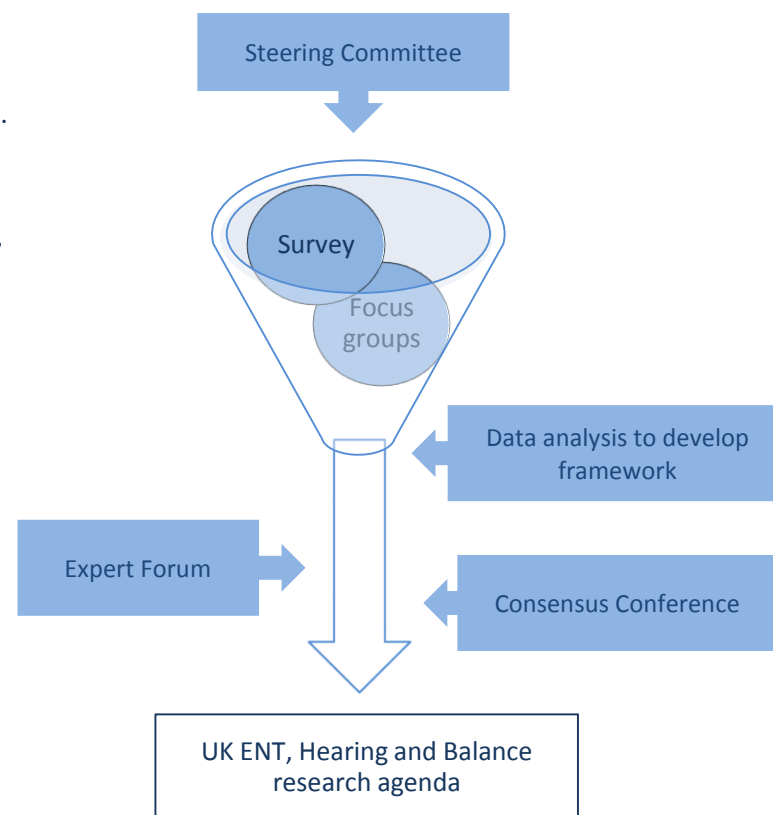 Steering Committee
.
,
Survey
Focus
groups
Data analysis to develop
framework
Expert Forum
Consensus Conference
UK ENT, Hearing and Balance
research agenda